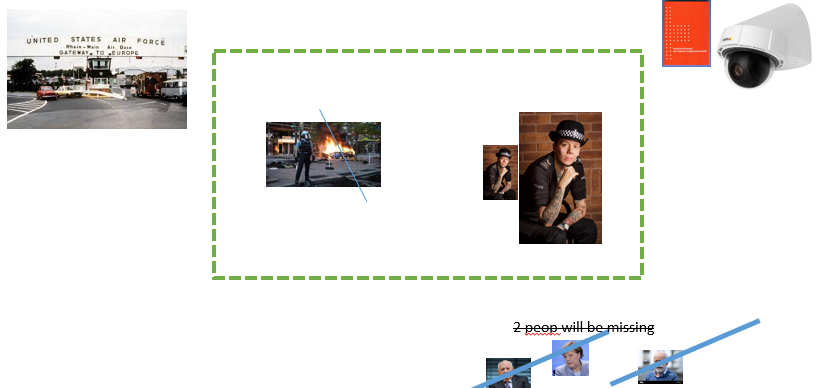 UNITED STATES AIR FORCE
Rhein-Main Air Base
GATEWAY TO EUROPE
2 peop will be missing